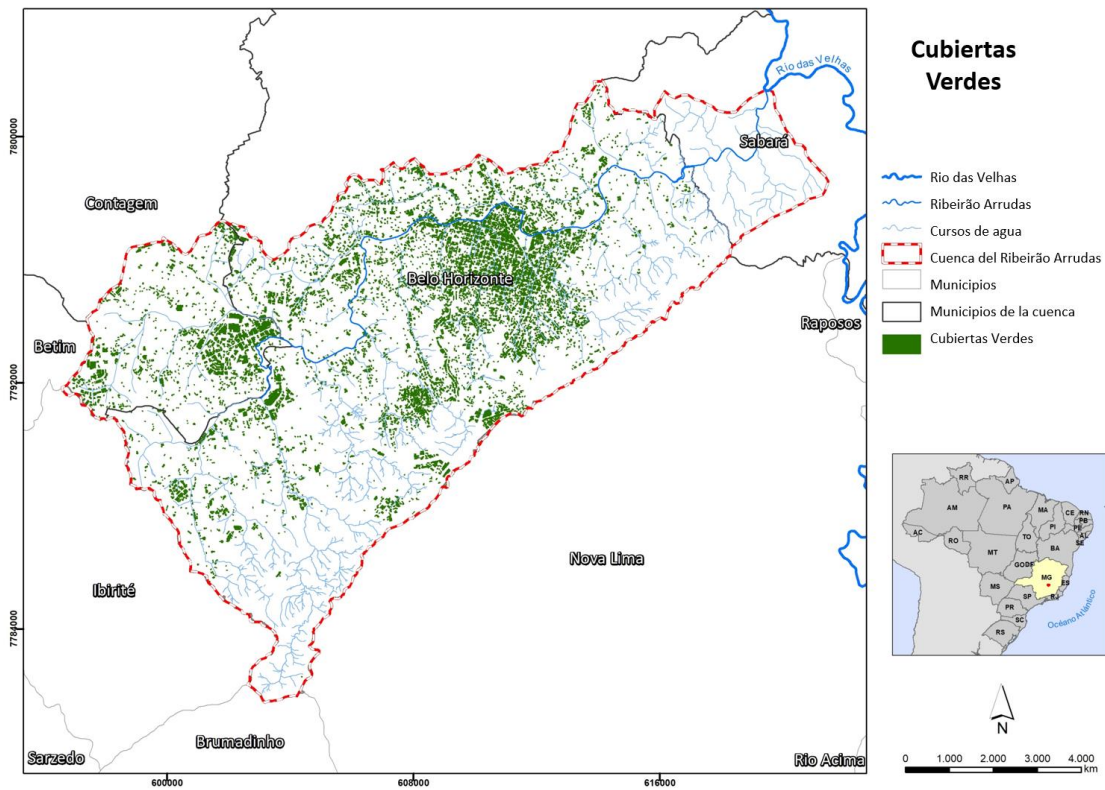 Cubiertas
Verdes
Rio das Velhas
Ribeirão Arrudas
Cursos de agua
Cuenca del Ribeirão Arrudas
Municipios
Municipios de la cuenca
Cubiertas Verdes
Rio das Velhas
Sabará
Contagem
Belo Horizonte
Raposos
Betim
Nova Lima
Ibirité
Brumadinho
Sarzedo
Rio Acima
7800000
7792000
7784000
600000
608000
616000
RR
AP
AM
PA
MA
CE
RN
PB
PE
AL
SE
PI
AC
RO
TO
BA
MT
GODF
MG
ES
MS
SP
RJ
PR
SC
RS
Océano Atlántico
N
0 1.000 2.000 3.000 4.000
km